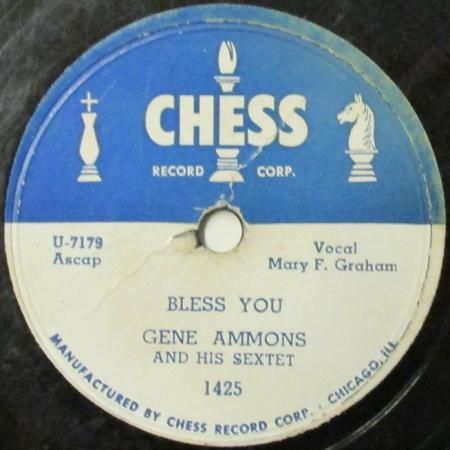 CHESS
RECORD CORP.
U-7179
Ascap
Vocal
Mary F. Graham
BLESS YOU
GENE AMMONS
AND HIS SEXTET
1425
MANUFACTURED BY CHESS RECORD CORP., CHICAGO, ILL